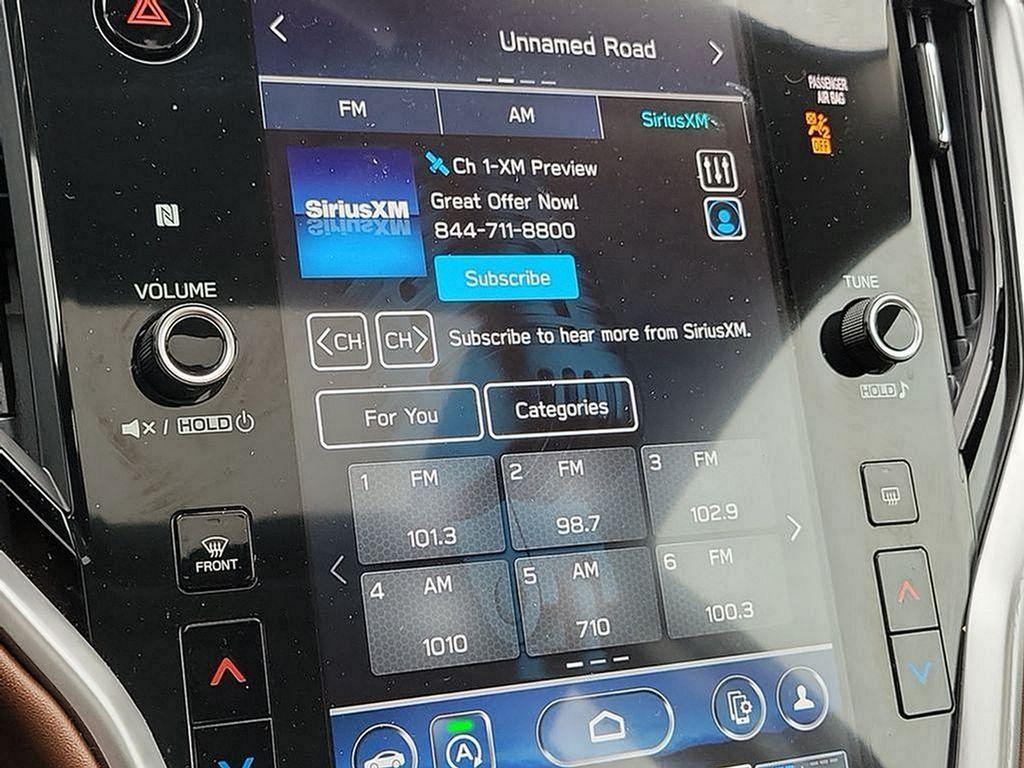 Unnamed Road
PASSENGER
AIR BAG
OFF
FM
AM
SiriusXM
Ch 1-XM Preview
Great Offer Now!
844-711-8800
SiriusXM
Subscribe
VOLUME
TUNE
<CH
CH>
Subscribe to hear more from SiriusXM.
HOLD
× / HOLD
For You
Categories
1 FM
101.3
2 FM
98.7
3 FM
102.9
FRONT
4 AM
1010
5 AM
710
6 FM
100.3
A